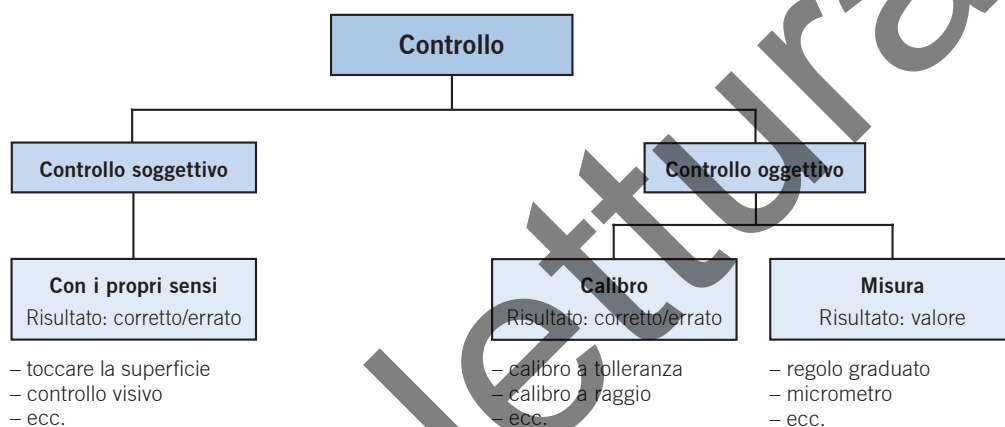 Controllo
Controllo soggettivo
Controllo oggettivo
Con i propri sensi
Risultato: corretto/errato
Calibro
Risultato: corretto/errato
Misura
Risultato: valore
– toccare la superficie
– controllo visivo
– ecc.
– calibro a tolleranza
– calibro a raggio
– ecc.
– regolo graduato
– micrometro
– ecc.
lettura